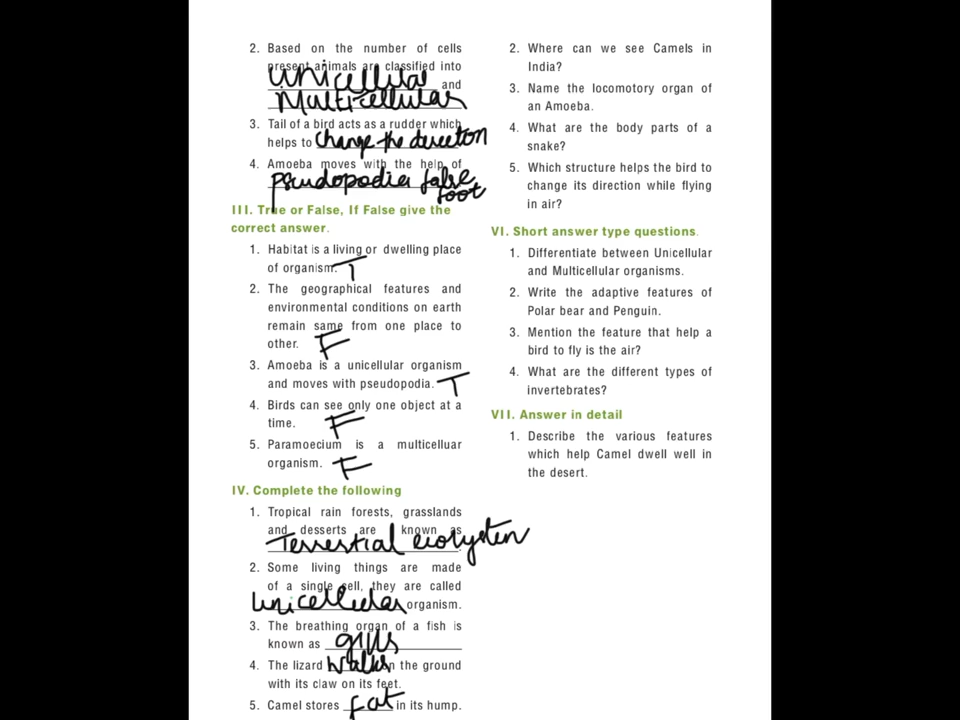 2. Based on the number of cells
present animals are classified into
unicellular and
Multicellular
3. Tail of a bird acts as a rudder which
helps to change the direction
4. Amoeba moves with the help of
pseudopodia false
foot
III. True or False, If False give the
correct answer.
1. Habitat is a living or dwelling place
of organism. T
2. The geographical features and
environmental conditions on earth
remain same from one place to
other. F
3. Amoeba is a unicellular organism
and moves with pseudopodia. T
4. Birds can see only one object at a
time. F
5. Paramoecium is a multicelluar
organism. F
IV. Complete the following
1. Tropical rain forests, grasslands
and desserts are known as
Terrestrial ecosystem
2. Some living things are made
of a single cell, they are called
unicellular organism.
3. The breathing organ of a fish is
known as gills
4. The lizard walks on the ground
with its claw on its feet.
5. Camel stores fat in its hump.
2. Where can we see Camels in
India?
3. Name the locomotory organ of
an Amoeba.
4. What are the body parts of a
snake?
5. Which structure helps the bird to
change its direction while flying
in air?
VI. Short answer type questions.
1. Differentiate between Unicellular
and Multicellular organisms.
2. Write the adaptive features of
Polar bear and Penguin.
3. Mention the feature that help a
bird to fly is the air?
4. What are the different types of
invertebrates?
VII. Answer in detail
1. Describe the various features
which help Camel dwell well in
the desert.